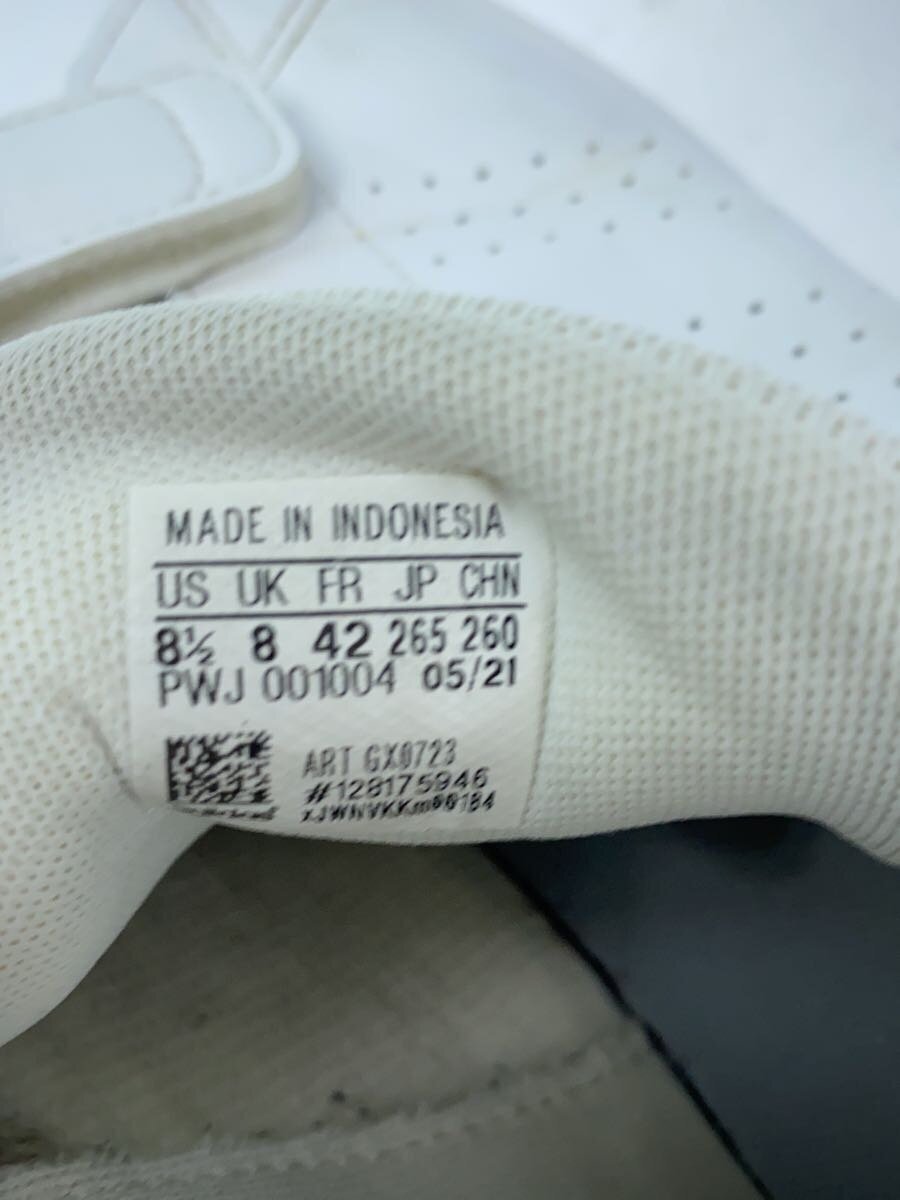 MADE IN INDONESIA
US UK FR JP CHN
8½ 8 42 265 260
PWJ 001004 05/21
ART GX0723
#128175946